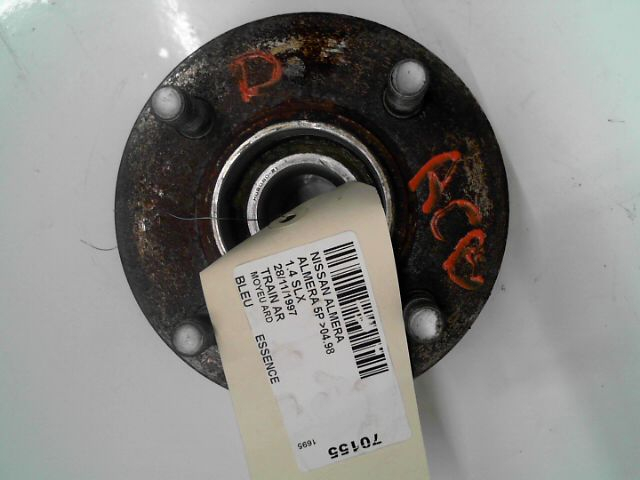 D
ACC
NISSAN ALMERA
ALMERA 5P >04.98
1.4 SLX
28/11/1997
TRAIN AR ESSENCE
MOYEU ARD
BLEU
70155
1695